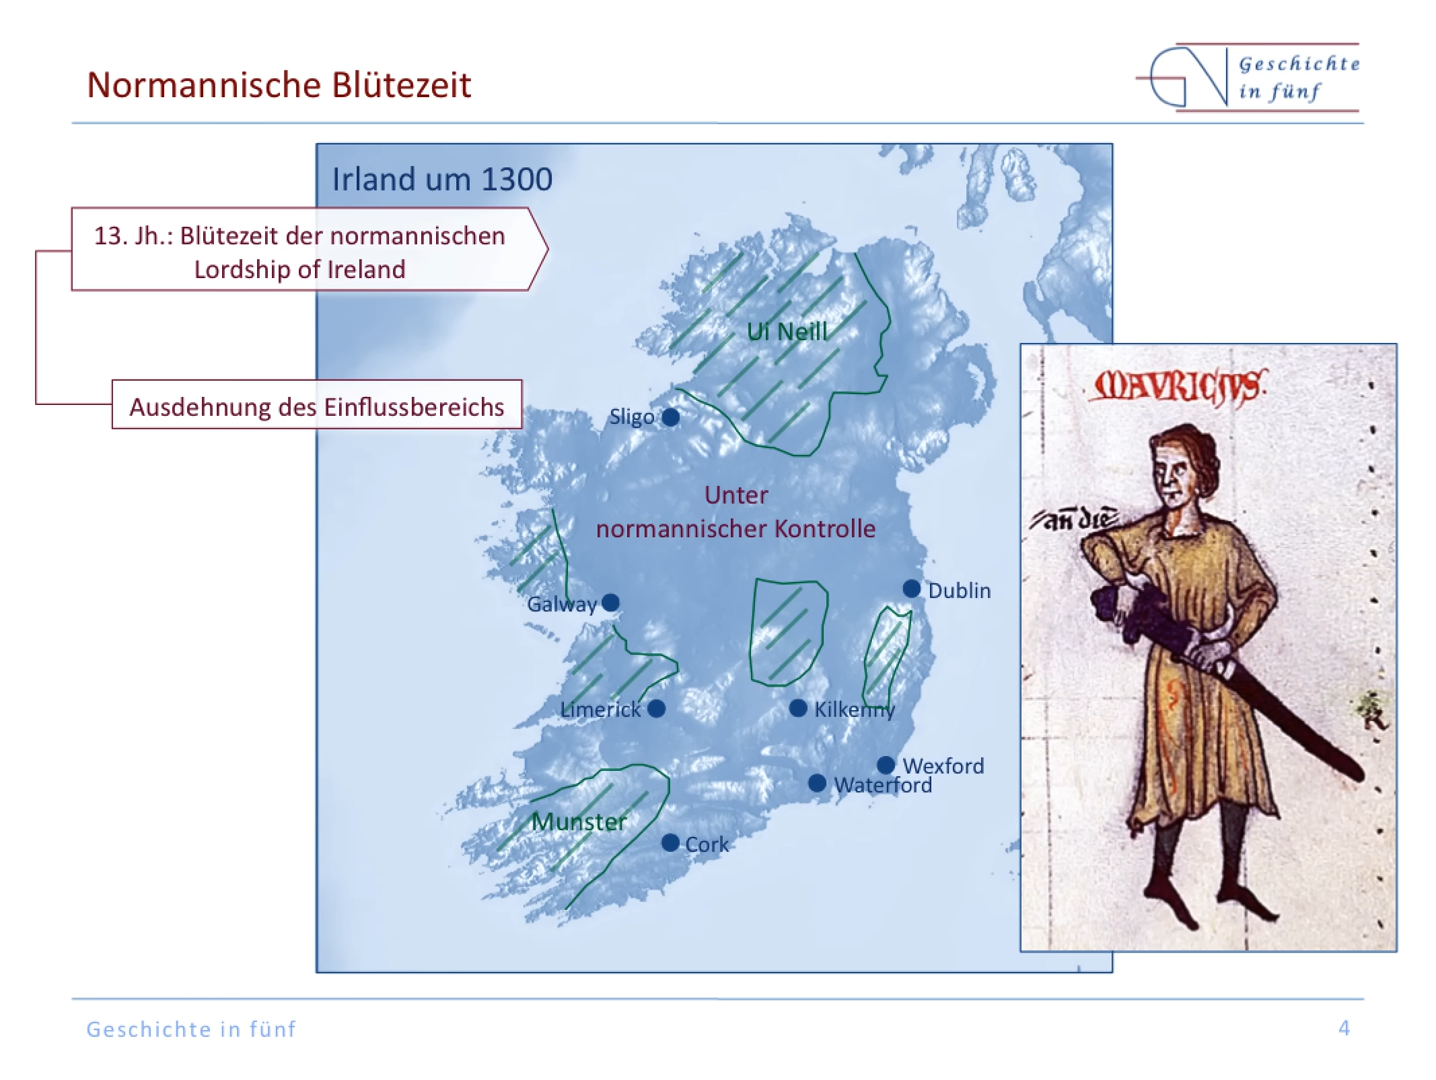 Normannische Blütezeit
Geschichte
in fünf
Irland um 1300
13. Jh.: Blütezeit der normannischen
Lordship of Ireland
Ausdehnung des Einflussbereichs
Ui Neill
Sligo
Unter
normannischer Kontrolle
Galway
Dublin
Limerick
Kilkenny
Wexford
Waterford
Munster
Cork
MAVRICIVS.
Geschichte in fünf
4